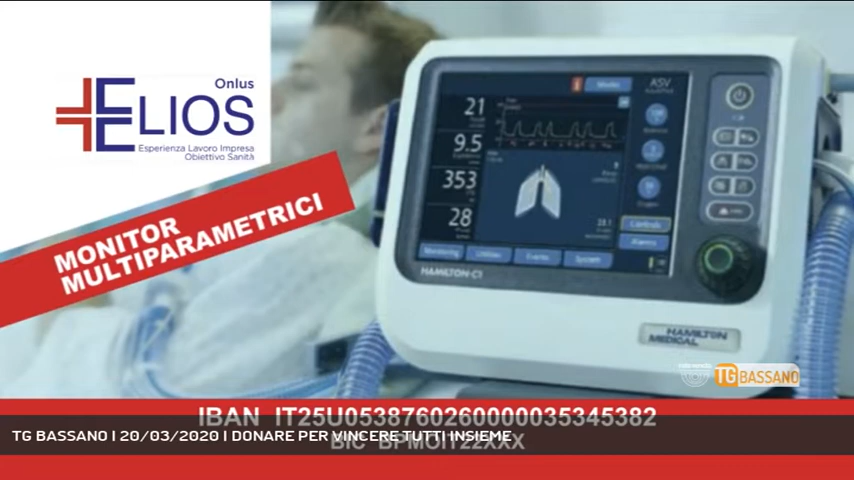 Onlus
ELIOS
Esperienza Lavoro Impresa
Obiettivo Sanità
MONITOR
MULTIPARAMETRICI
21
9.5
353
28
ASV
Monitoring
Utilities
Events
System
Controls
Alarms
HAMILTON-C1
HAMILTON
MEDICAL
TG BASSANO
IBAN IT25U0538760260000035345382
TG BASSANO | 20/03/2020 | DONARE PER VINCERE TUTTI INSIEME
BIC BPMOIT22XXX